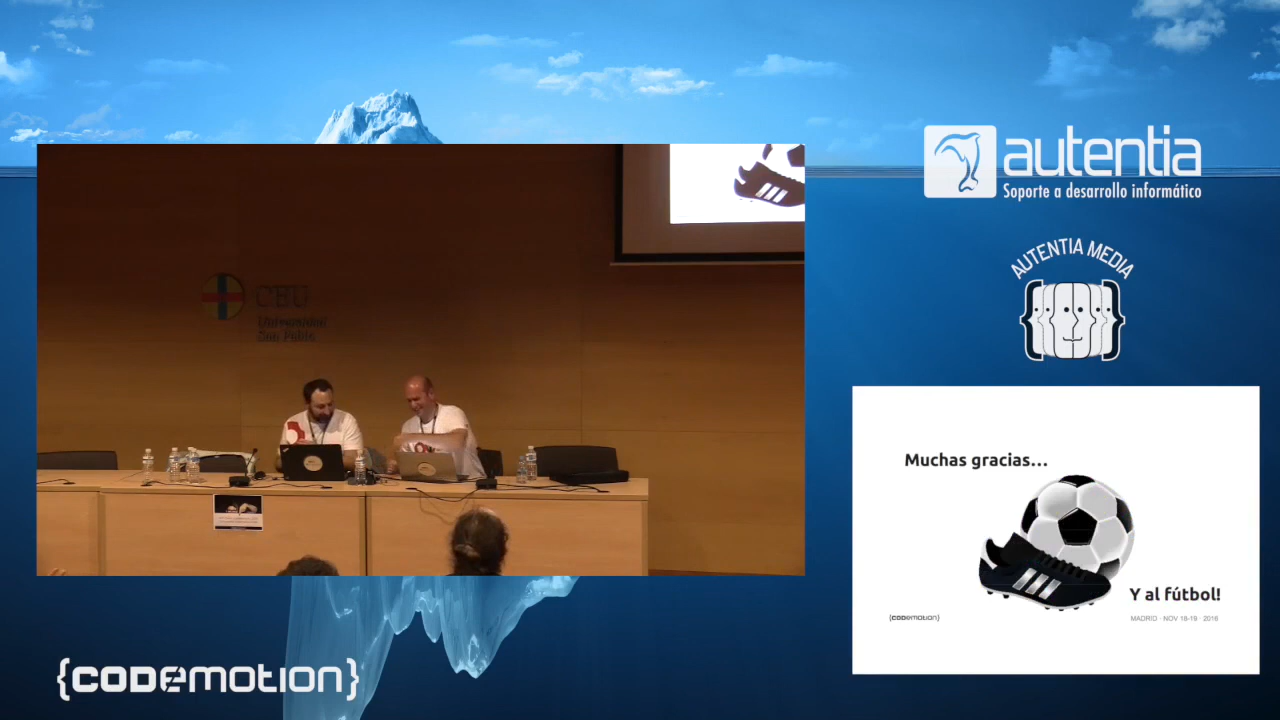 autentia
Soporte a desarrollo informático
AUTENTIA MEDIA
CEU
Universidad
San Pablo
Muchas gracias...
Y al fútbol!
{CODEMOTION}
MADRID · NOV 18-19 · 2016
{CODEMOTION}